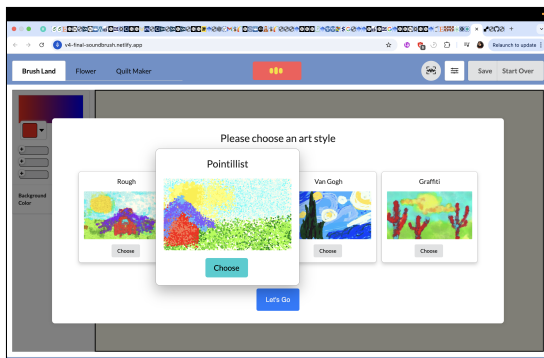 v4-final-soundbrush.netlify.app
Relaunch to update
Brush Land
Flower
Quilt Maker
Save
Start Over
Please choose an art style
Rough
Pointillist
Van Gogh
Graffiti
Choose
Choose
Choose
Choose
Let's Go
Background
Color